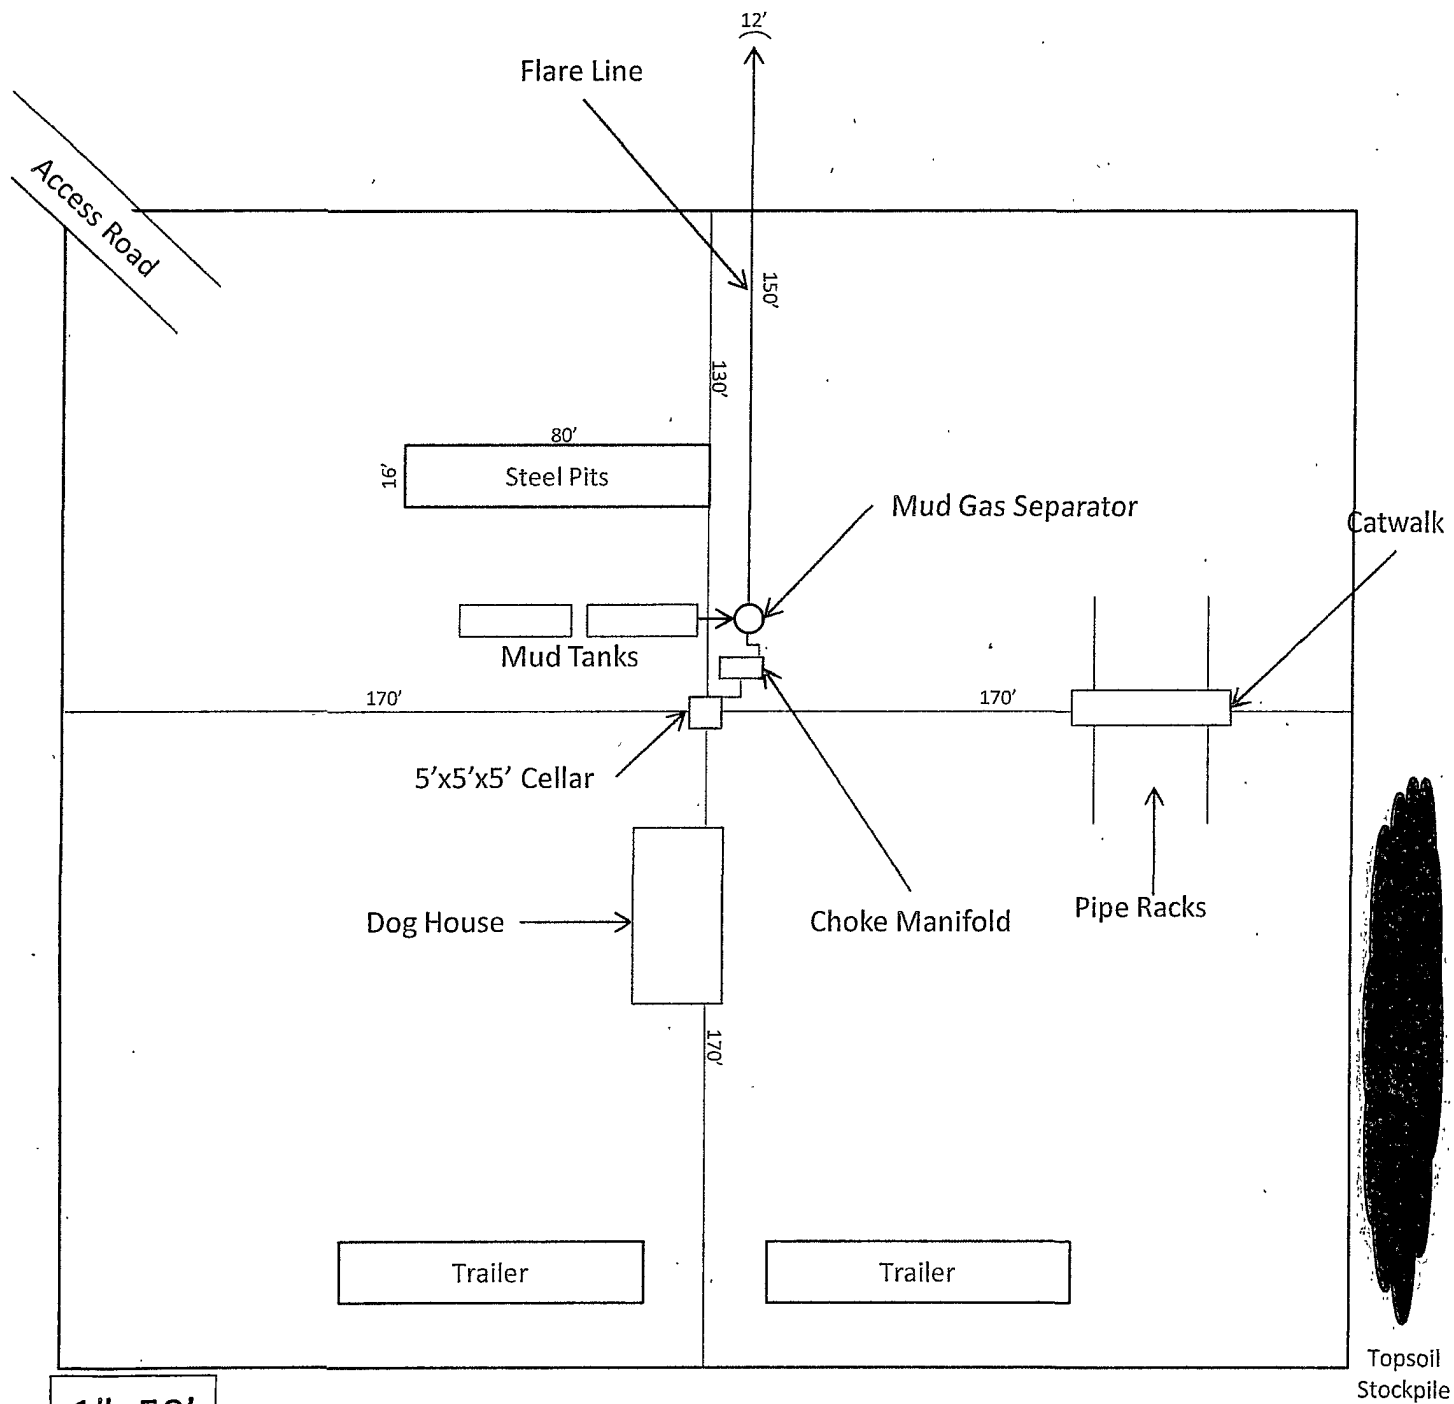 12'
Flare Line
Access Road
150'
130'
80'
16'
Steel Pits
Mud Gas Separator
Catwalk
Mud Tanks
170'
170'
5'x5'x5' Cellar
Dog House
Choke Manifold
Pipe Racks
170'
Trailer
Trailer
Topsoil
Stockpile